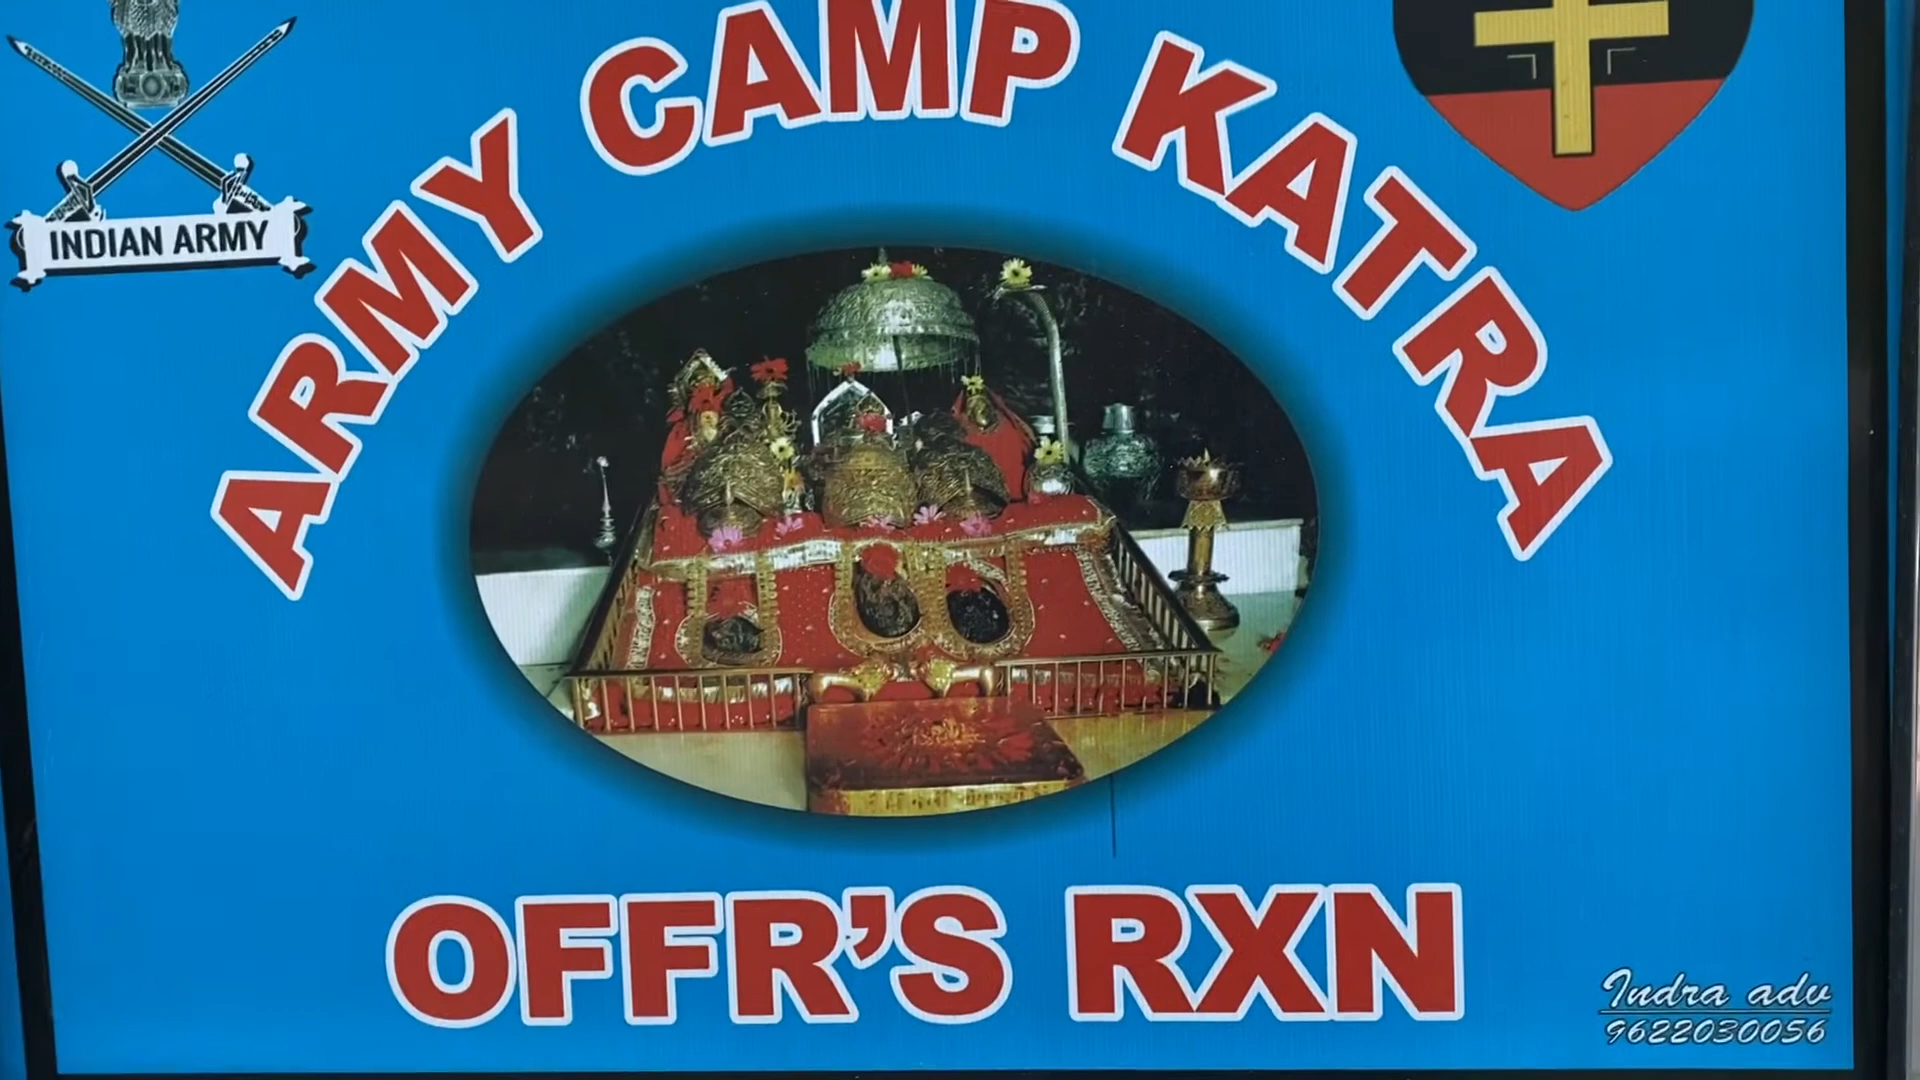 INDIAN ARMY
ARMY CAMP KATRA
OFFR'S RXN
Indra adv
9622030056